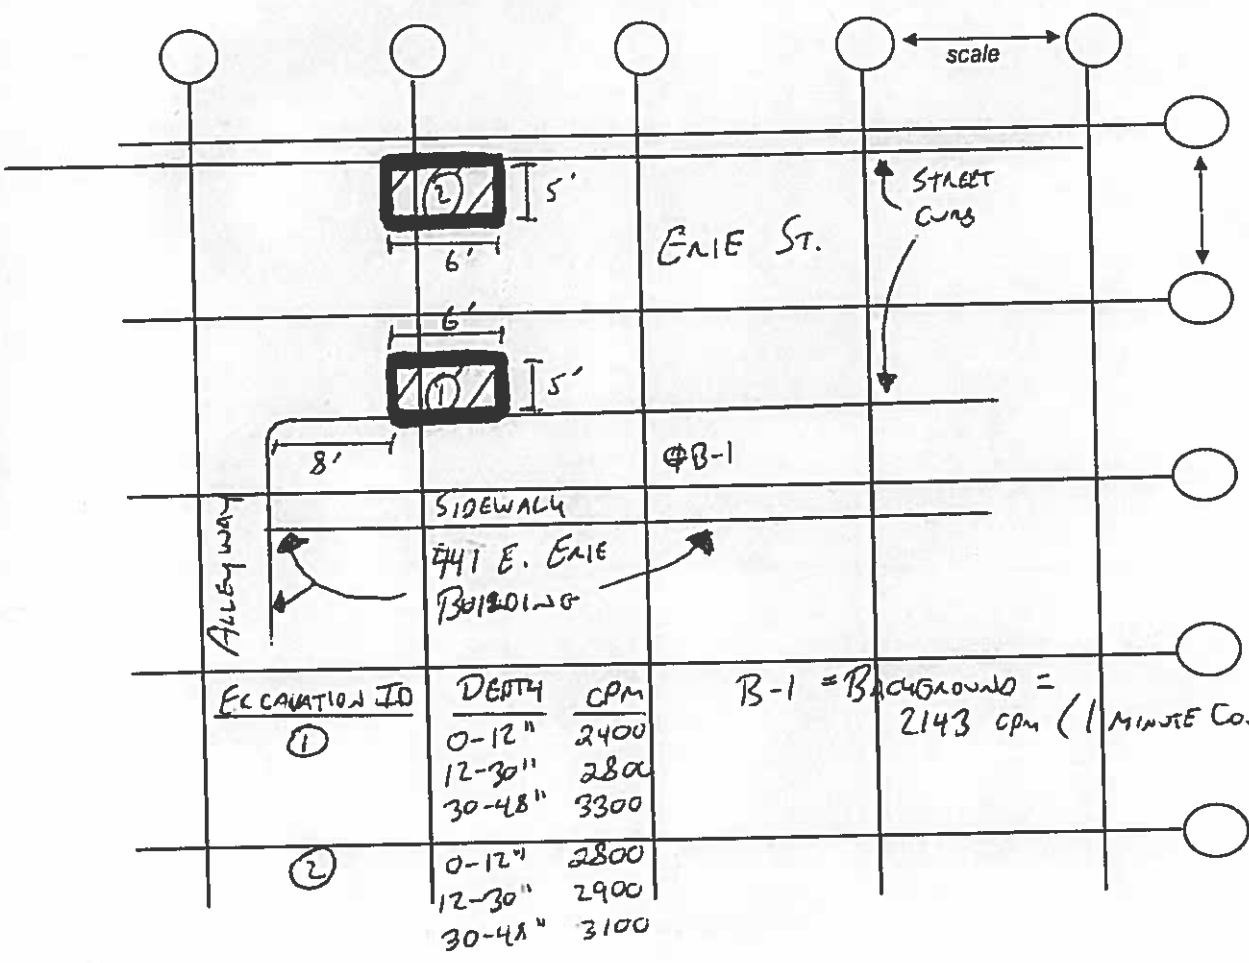 scale
STREET
CURB
② 5'
6'
ERIE ST.
6'
① 5'
8'
B-1
SIDEWALK
441 E. ERIE
BUILDING
ALLEYWAY
EXCAVATION ID DEPTH CPM
① 0-12" 2400
12-30" 2800
30-48" 3300
② 0-12" 2800
12-30" 2900
30-48" 3100
B-1 = BACKGROUND =
2143 CPM (1 MINUTE CO